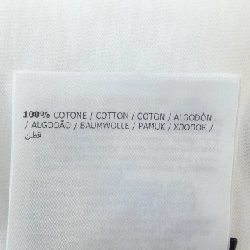 100% COTONE / COTTON / COTON / ALGODÓN
/ ALGODÃO / BAUMWOLLE / PAMUK / ХЛОПОК /
قطن